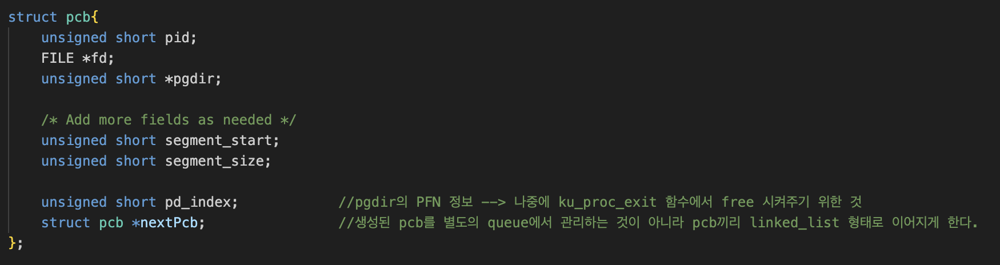 struct pcb{
unsigned short pid;
FILE *fd;
unsigned short *pgdir;
/* Add more fields as needed */
unsigned short segment_start;
unsigned short segment_size;
unsigned short pd_index; //pgdir의 PFN 정보 --> 나중에 ku_proc_exit 함수에서 free 시켜주기 위한 것
struct pcb *nextPcb; //생성된 pcb를 별도의 queue에서 관리하는 것이 아니라 pcb끼리 linked_list 형태로 이어지게 한다.
};